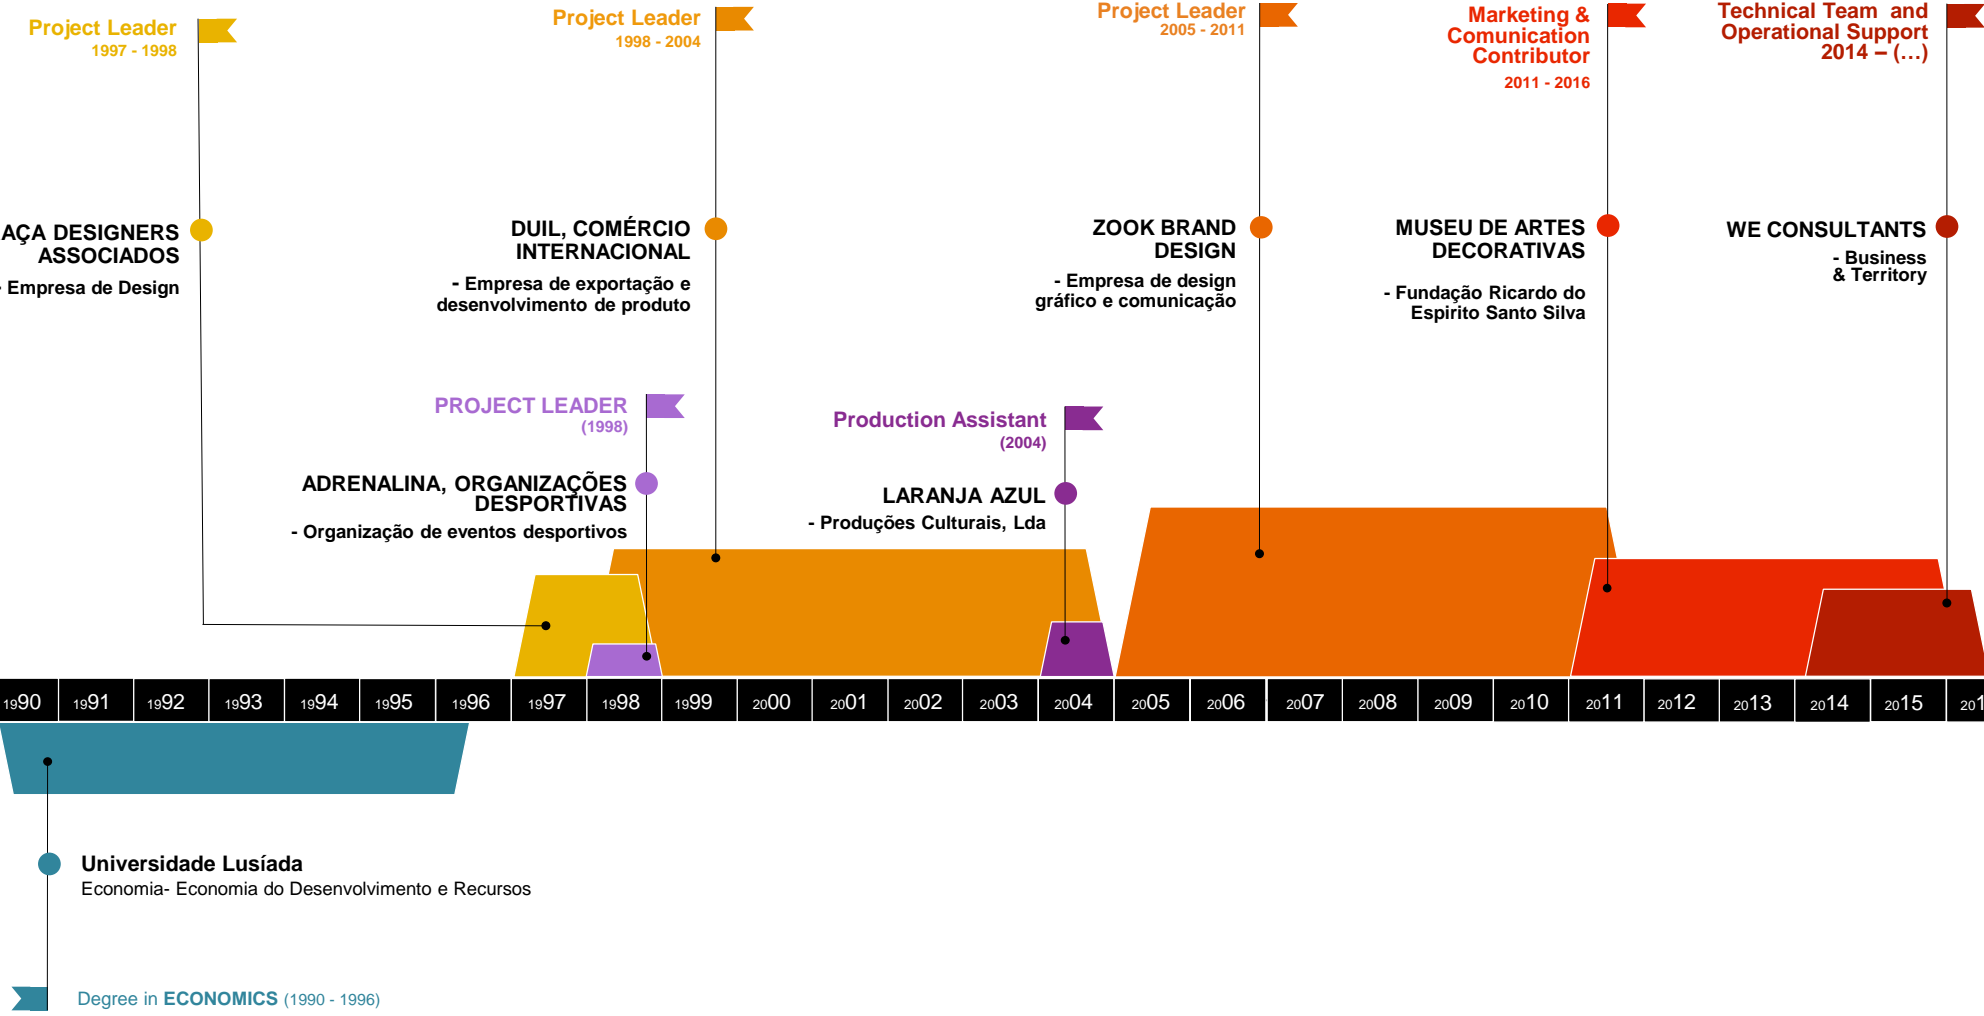 Project Leader
1997 - 1998
AÇA DESIGNERS
ASSOCIADOS
- Empresa de Design
Project Leader
1998 - 2004
DUIL, COMÉRCIO
INTERNACIONAL
- Empresa de exportação e
desenvolvimento de produto
Project Leader
2005 - 2011
ZOOK BRAND
DESIGN
- Empresa de design
gráfico e comunicação
Marketing &
Comunication
Contributor
2011 - 2016
MUSEU DE ARTES
DECORATIVAS
- Fundação Ricardo do
Espirito Santo Silva
Technical Team and
Operational Support
2014 – (...)
WE CONSULTANTS
- Business
& Territory
PROJECT LEADER
(1998)
ADRENALINA, ORGANIZAÇÕES
DESPORTIVAS
- Organização de eventos desportivos
Production Assistant
(2004)
LARANJA AZUL
- Produções Culturais, Lda
1990 1991 1992 1993 1994 1995 1996 1997 1998 1999 2000 2001 2002 2003 2004 2005 2006 2007 2008 2009 2010 2011 2012 2013 2014 2015 201
Universidade Lusíada
Economia- Economia do Desenvolvimento e Recursos
Degree in ECONOMICS (1990 - 1996)